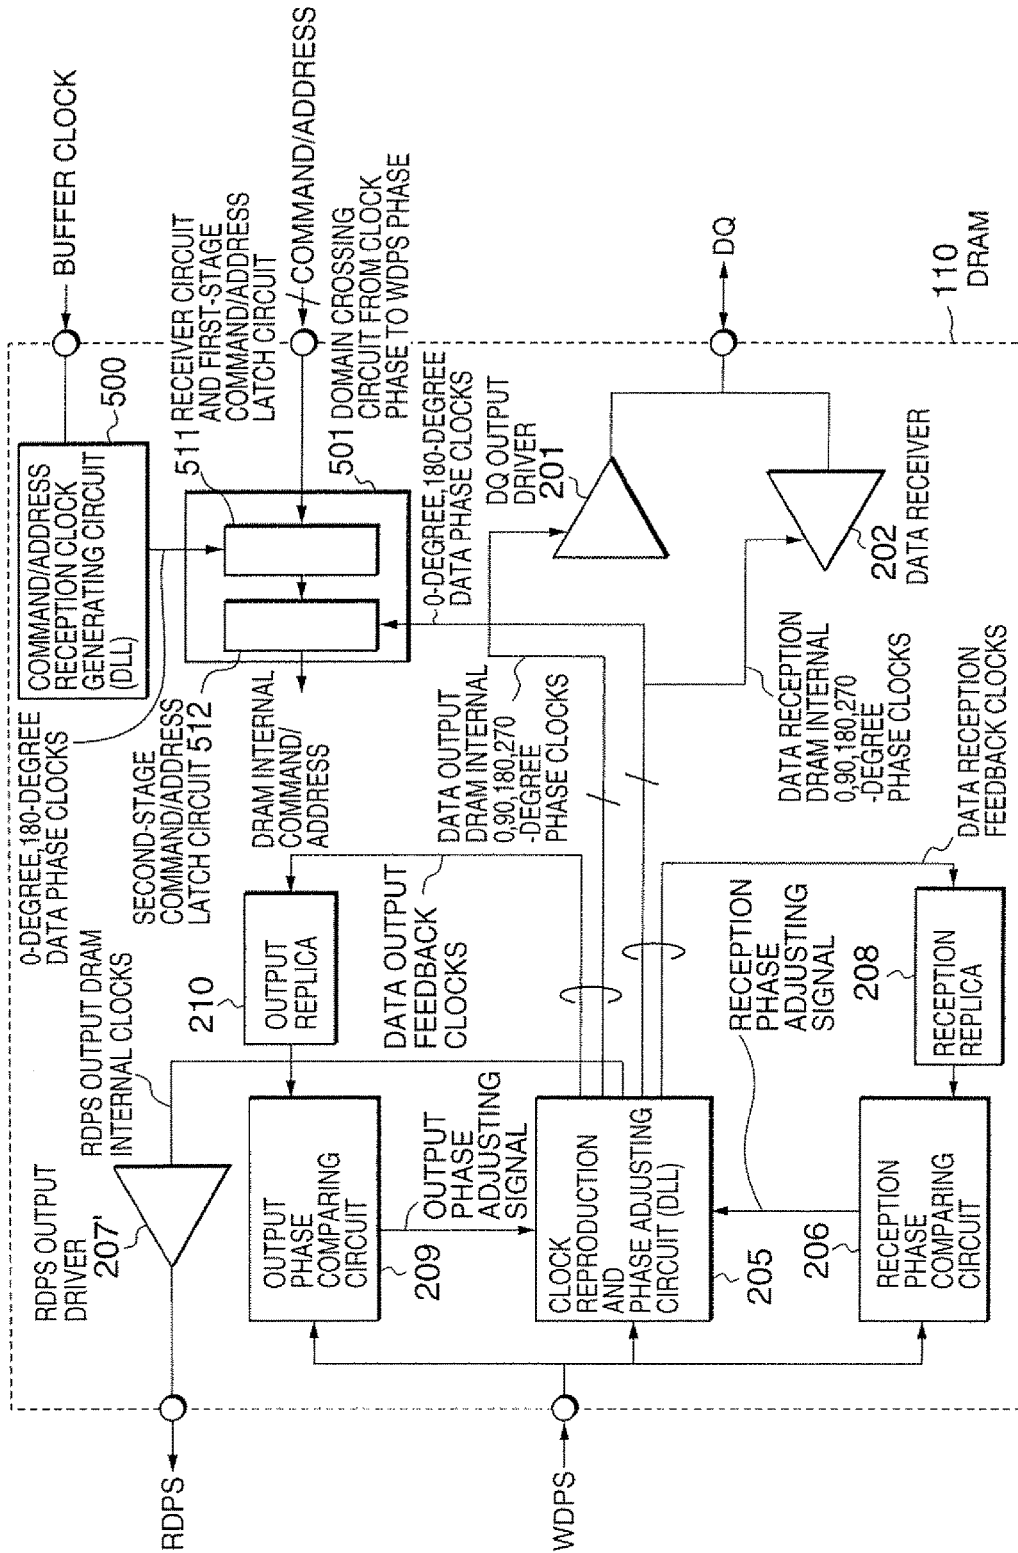 BUFFER CLOCK
COMMAND/ADDRESS
DQ
110
DRAM
500
COMMAND/ADDRESS
RECEPTION CLOCK
GENERATING CIRCUIT
(DLL)
511 RECEIVER CIRCUIT
AND FIRST-STAGE
COMMAND/ADDRESS
LATCH CIRCUIT
501 DOMAIN CROSSING
CIRCUIT FROM CLOCK
PHASE TO WDPS PHASE
0-DEGREE,180-DEGREE
DATA PHASE CLOCKS
DQ OUTPUT
DRIVER
201
202
DATA RECEIVER
0-DEGREE,180-DEGREE
DATA PHASE CLOCKS
SECOND-STAGE
COMMAND/ADDRESS
LATCH CIRCUIT 512
DRAM INTERNAL
COMMAND/
ADDRESS
DATA OUTPUT
DRAM INTERNAL
0,90,180,270
-DEGREE
PHASE CLOCKS
DATA RECEPTION
DRAM INTERNAL
0,90,180,270
-DEGREE
PHASE CLOCKS
DATA RECEPTION
FEEDBACK CLOCKS
RDPS OUTPUT DRAM
INTERNAL CLOCKS
210
OUTPUT
REPLICA
DATA OUTPUT
FEEDBACK
CLOCKS
RECEPTION
PHASE
ADJUSTING
SIGNAL
208
RECEPTION
REPLICA
RDPS OUTPUT
DRIVER
207'
OUTPUT
PHASE
COMPARING
CIRCUIT
209
OUTPUT
PHASE
ADJUSTING
SIGNAL
CLOCK
REPRODUCTION
AND
PHASE ADJUSTING
CIRCUIT (DLL)
205
206
RECEPTION
PHASE
COMPARING
CIRCUIT
RDPS
WDPS